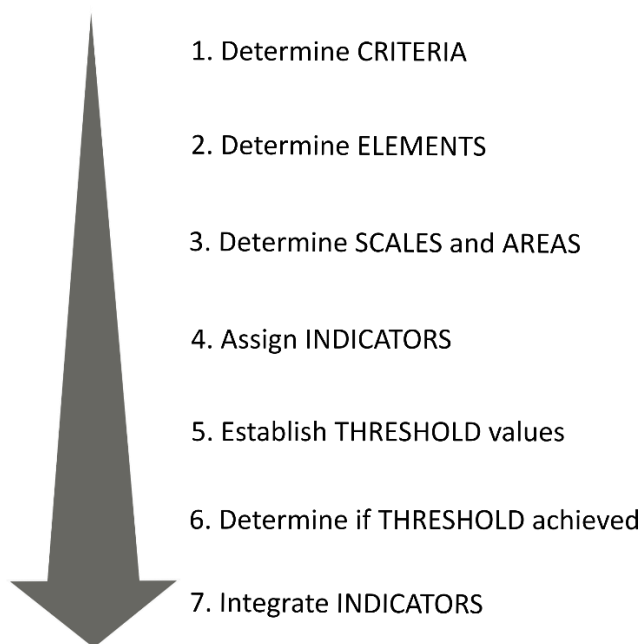 1. Determine CRITERIA
2. Determine ELEMENTS
3. Determine SCALES and AREAS
4. Assign INDICATORS
5. Establish THRESHOLD values
6. Determine if THRESHOLD achieved
7. Integrate INDICATORS